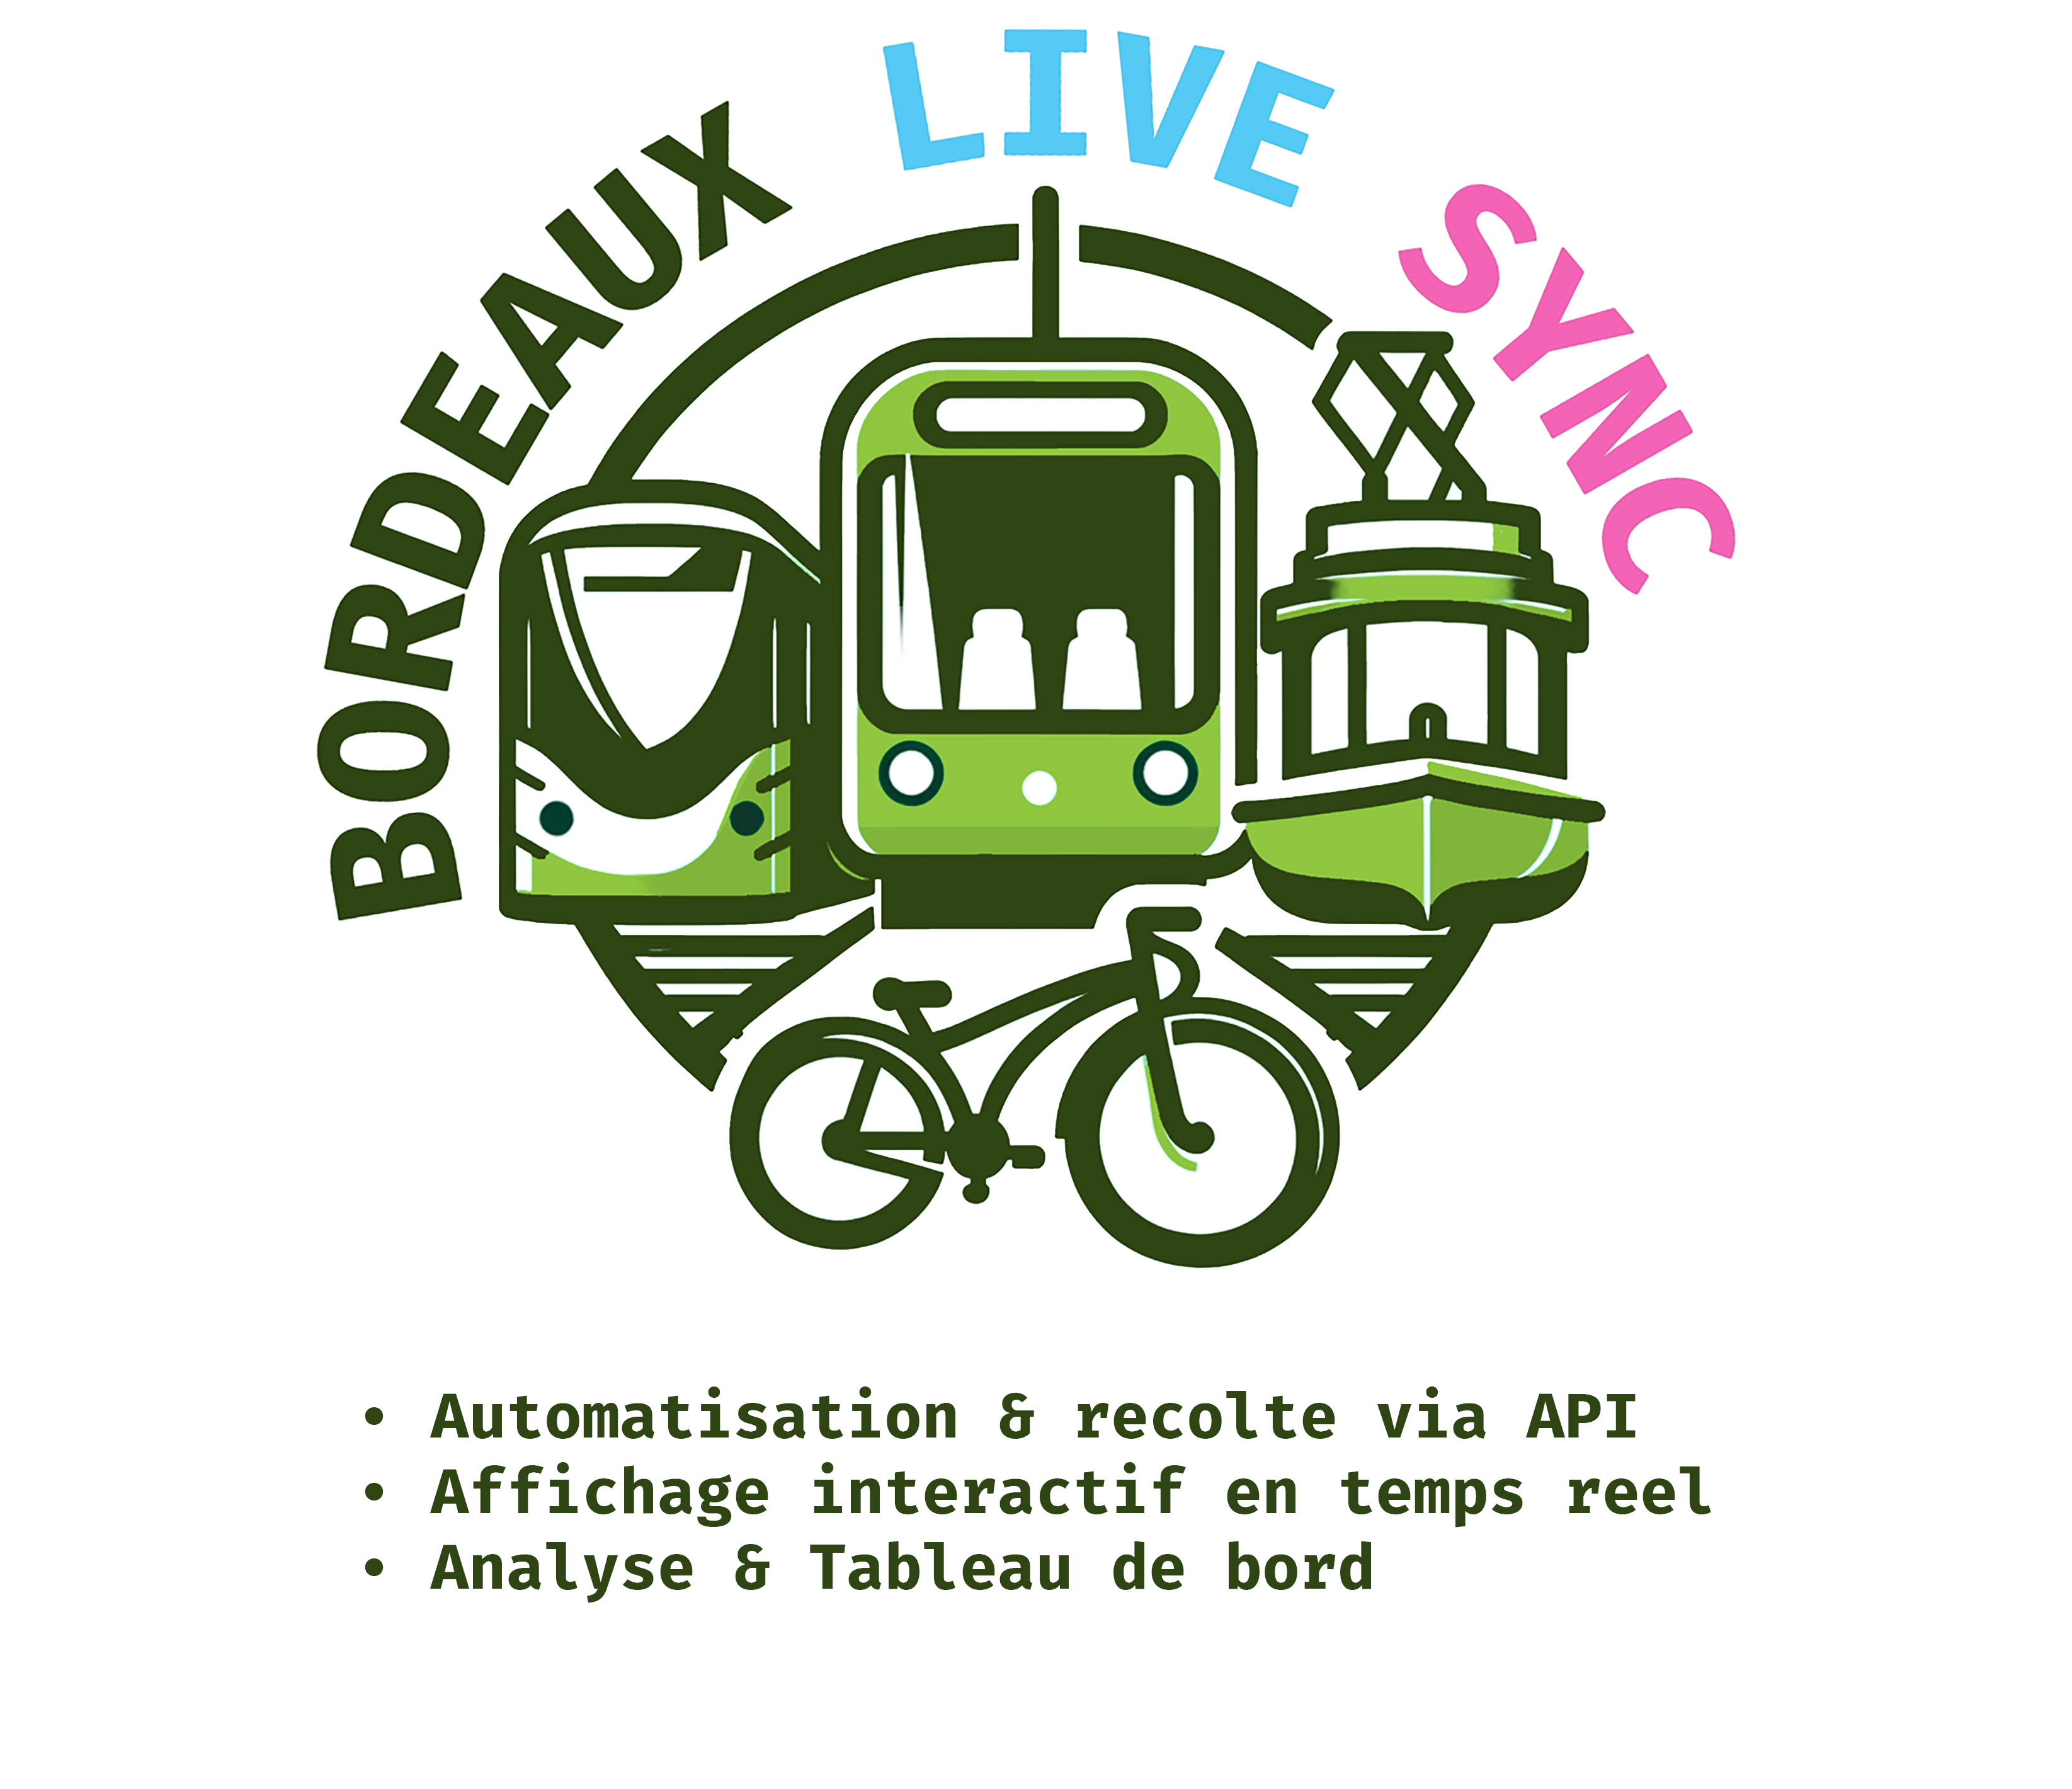 BORDEAUX LIVE SYNC
• Automatisation & recolte via API
• Affichage interactif en temps reel
• Analyse & Tableau de bord